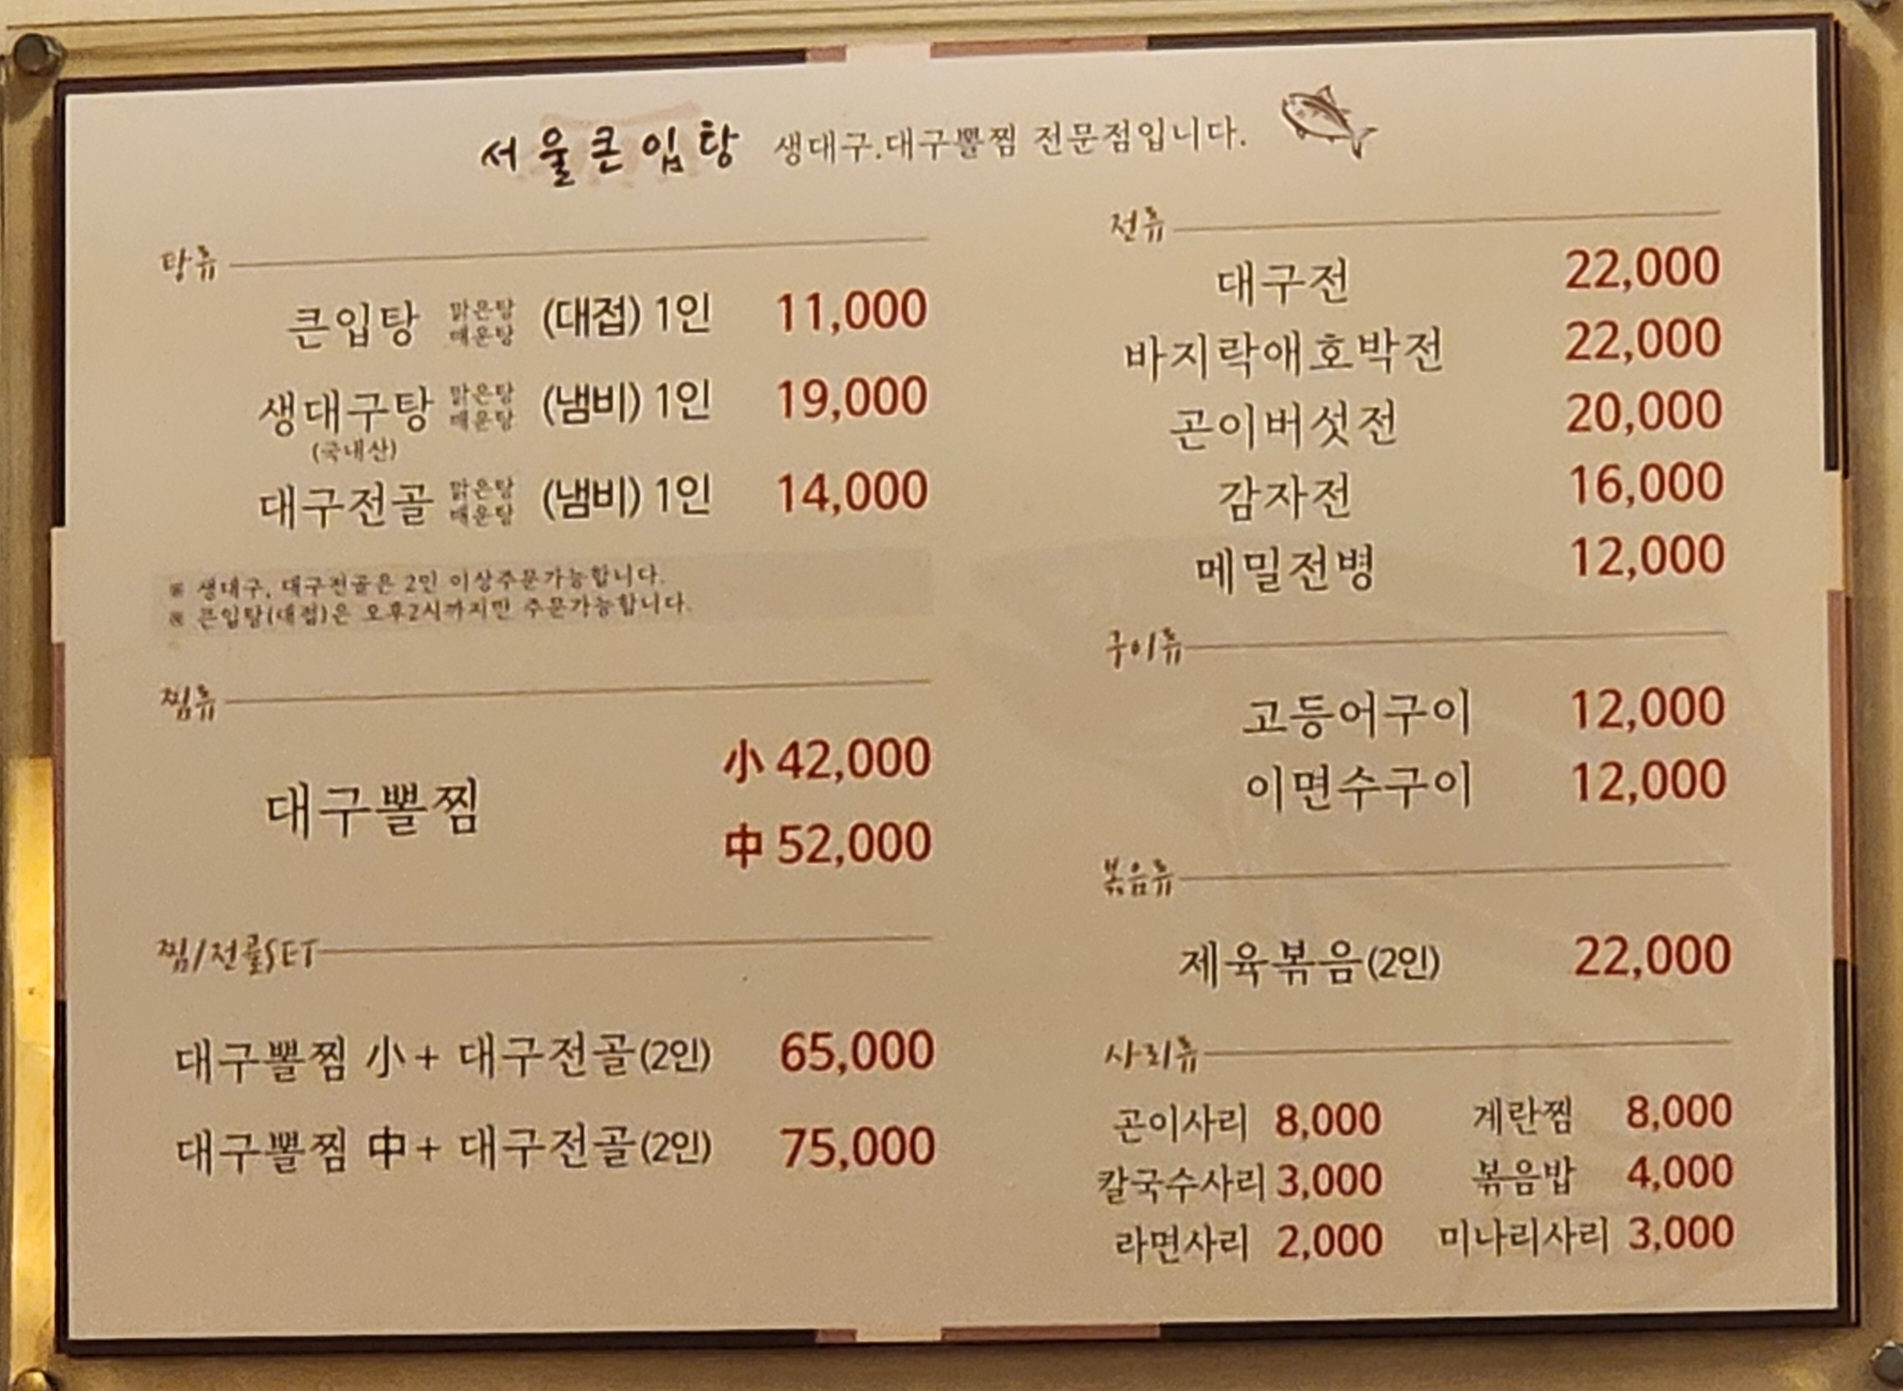 서울큰입탕 생대구.대구뽈찜 전문점입니다.
탕류
큰입탕 맑은탕 매운탕 (대접) 1인 11,000
생대구탕 맑은탕 매운탕 (냄비) 1인 19,000
(국내산)
대구전골 맑은탕 매운탕 (냄비) 1인 14,000
※ 생대구, 대구전골은 2인 이상주문가능합니다.
※ 큰입탕(대접)은 오후2시까지만 주문가능합니다.
찜류
대구뽈찜
小 42,000
中 52,000
찜/전골SET
대구뽈찜 小 + 대구전골(2인) 65,000
대구뽈찜 中 + 대구전골(2인) 75,000
전류
대구전 22,000
바지락애호박전 22,000
곤이버섯전 20,000
감자전 16,000
메밀전병 12,000
구이류
고등어구이 12,000
이면수구이 12,000
볶음류
제육볶음(2인) 22,000
사리류
곤이사리 8,000 계란찜 8,000
칼국수사리 3,000 볶음밥 4,000
라면사리 2,000 미나리사리 3,000